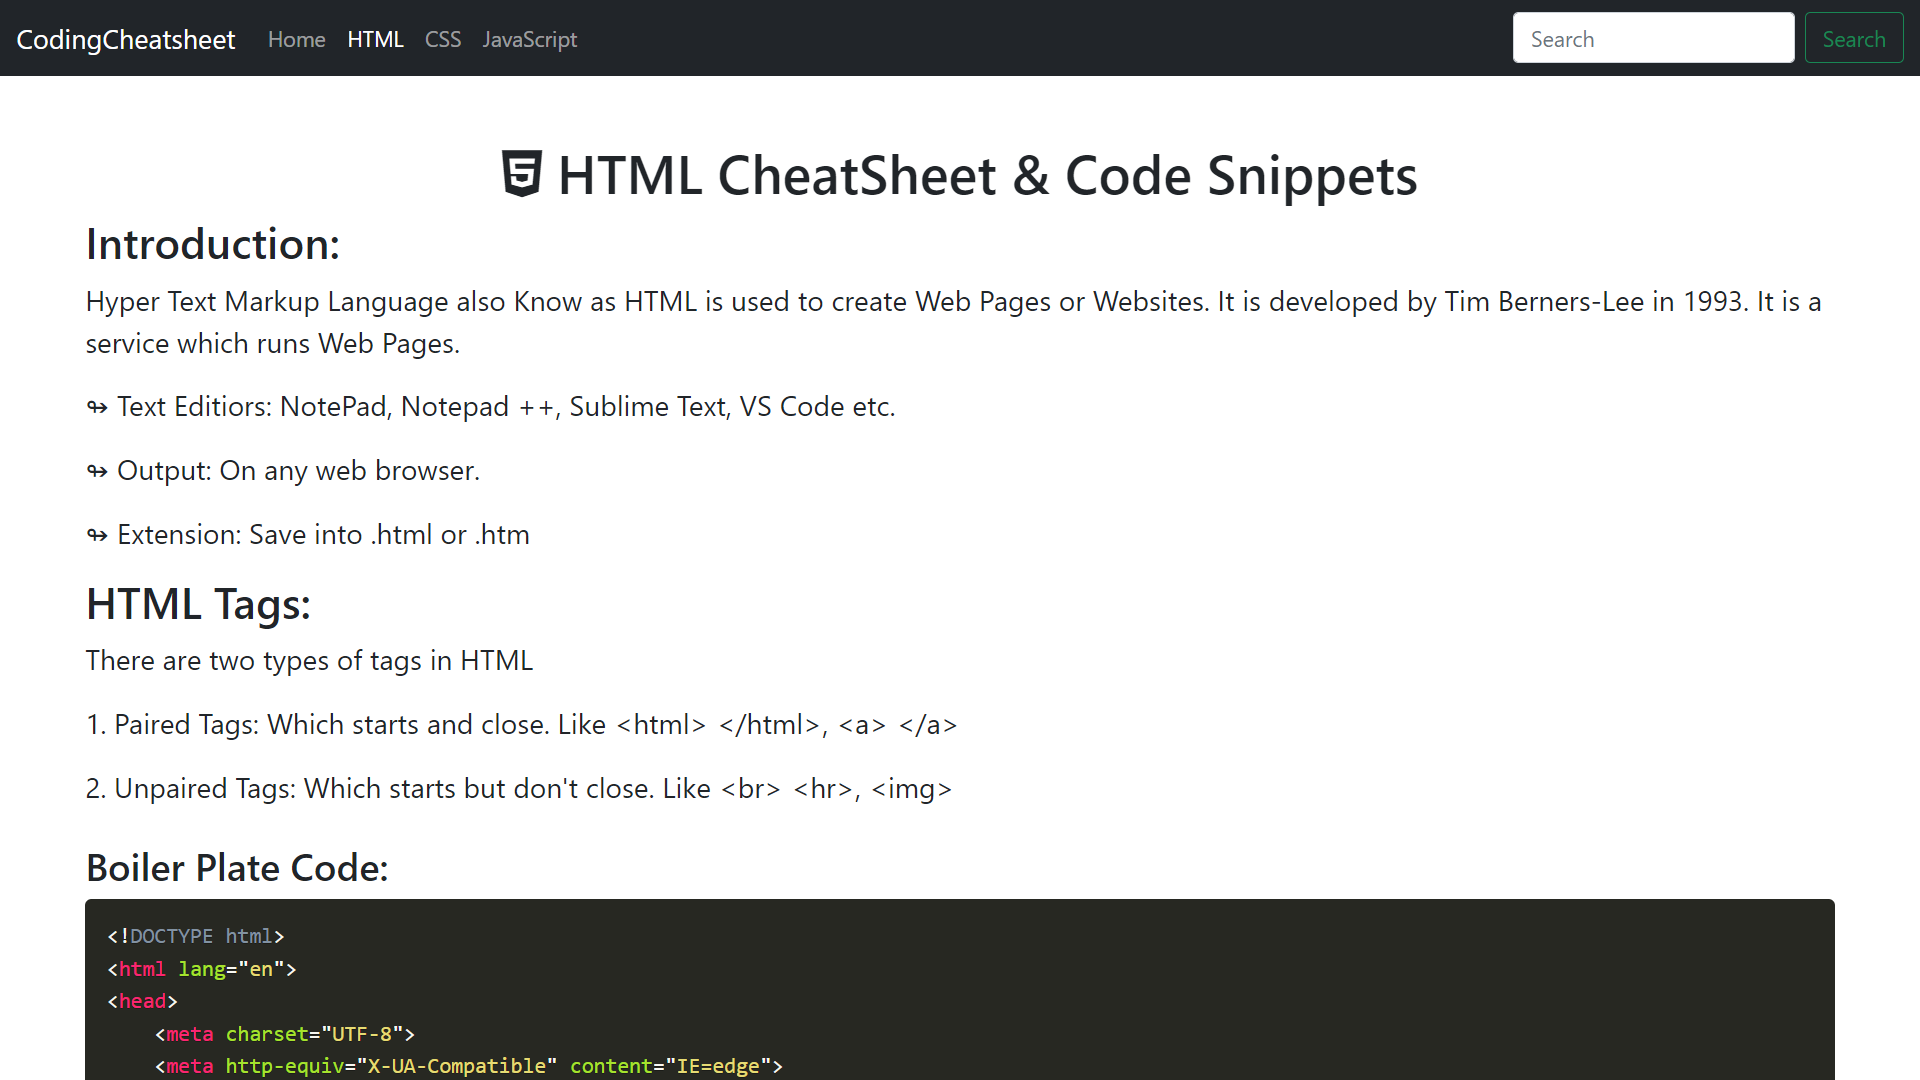 CodingCheatsheet Home HTML CSS JavaScript Search Search
HTML CheatSheet & Code Snippets
Introduction:
Hyper Text Markup Language also Know as HTML is used to create Web Pages or Websites. It is developed by Tim Berners-Lee in 1993. It is a
service which runs Web Pages.
↬ Text Editiors: NotePad, Notepad ++, Sublime Text, VS Code etc.
↬ Output: On any web browser.
↬ Extension: Save into .html or .htm
HTML Tags:
There are two types of tags in HTML
1. Paired Tags: Which starts and close. Like <html> </html>, <a> </a>
2. Unpaired Tags: Which starts but don't close. Like <br> <hr>, <img>
Boiler Plate Code:
<!DOCTYPE html>
<html lang="en">
<head>
    <meta charset="UTF-8">
    <meta http-equiv="X-UA-Compatible" content="IE=edge">